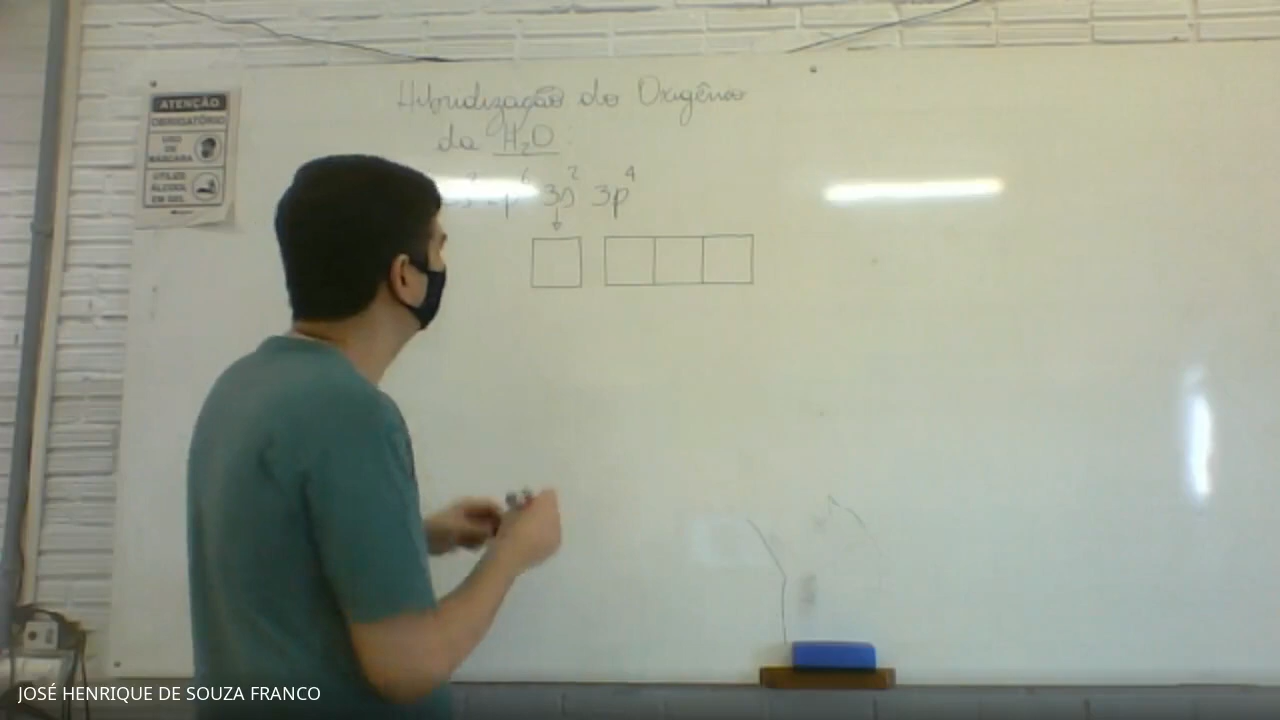 ATENÇÃO
OBRIGATÓRIO
USO
DE
MÁSCARA
UTILIZE
ÁLCOOL
EM GEL
Hibridização do Oxigênio
da H₂O
3s² 3p⁴
JOSÉ HENRIQUE DE SOUZA FRANCO